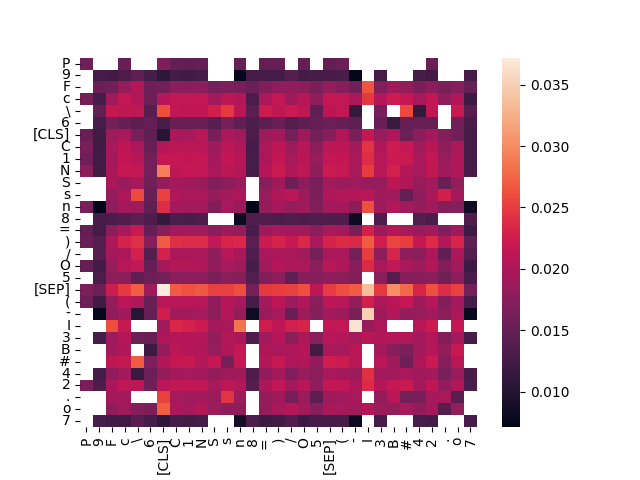 P
9
F
c
\
6
[CLS]
C
1
N
S
s
n
8
=
)
/
O
5
[SEP]
(
-
I
3
B
#
4
2
.
o
7
P 9 F c \ 6 [CLS] C 1 N S s n 8 = ) / O 5 [SEP] ( - I 3 B # 4 2 . o 7
0.035
0.030
0.025
0.020
0.015
0.010